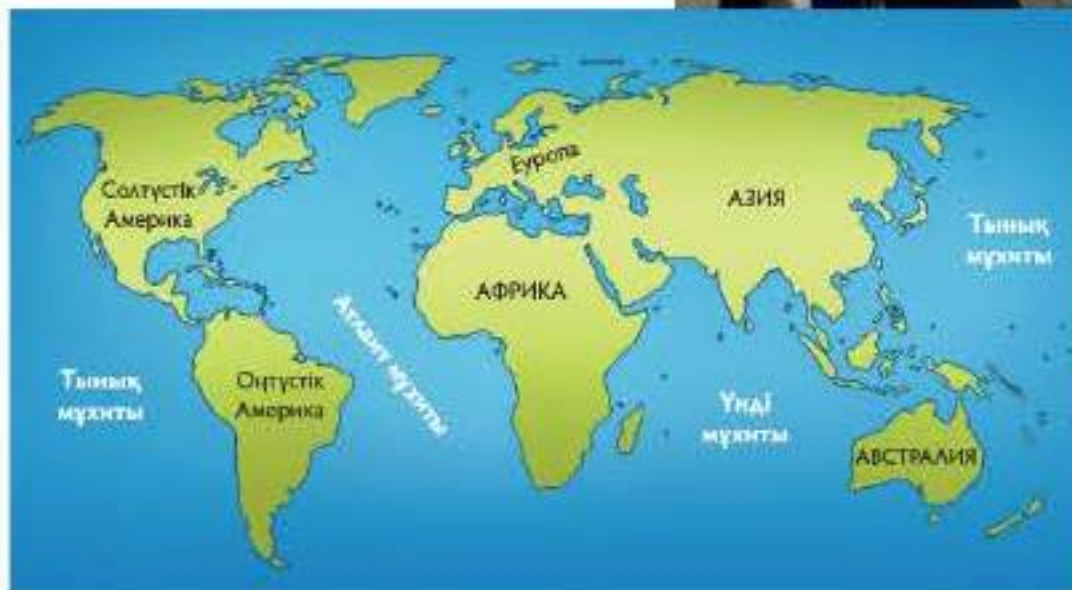 Солтүстік
Америка
Еуропа
АЗИЯ
Тынық
мұхиты
АФРИКА
Атлант мұхиты
Тынық
мұхиты
Оңтүстік
Америка
Үнді
мұхиты
АВСТРАЛИЯ